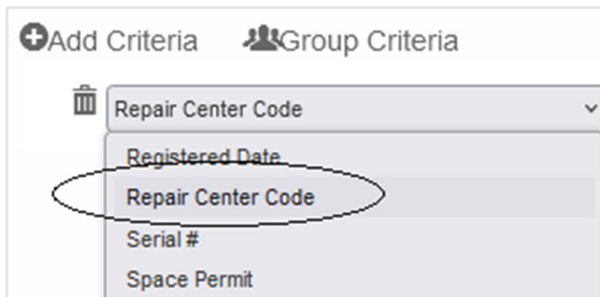 Add Criteria Group Criteria
Repair Center Code
Registered Date
Repair Center Code
Serial #
Space Permit